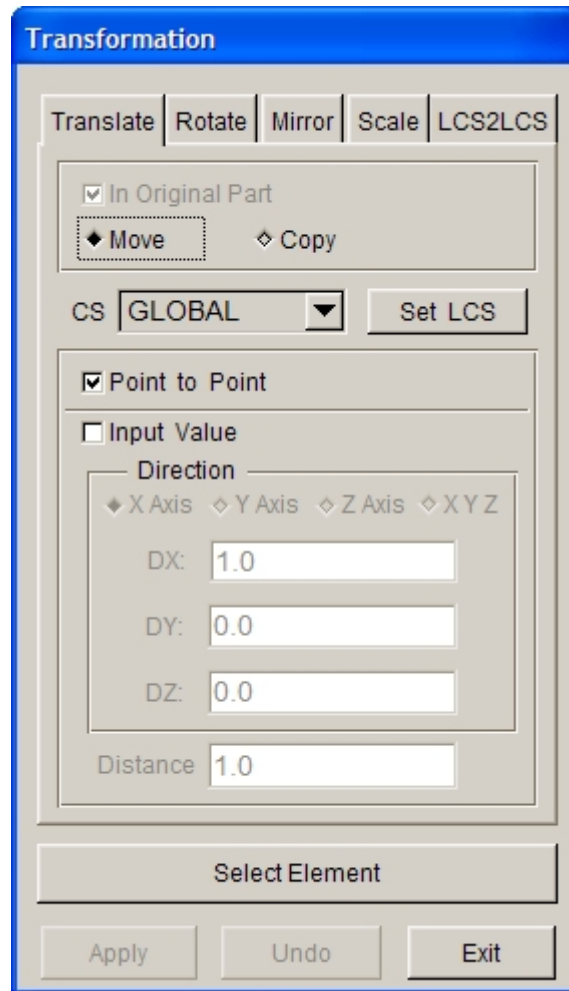 Transformation
Translate Rotate Mirror Scale LCS2LCS
In Original Part
Move Copy
CS GLOBAL Set LCS
Point to Point
Input Value
Direction
X Axis Y Axis Z Axis X Y Z
DX: 1.0
DY: 0.0
DZ: 0.0
Distance 1.0
Select Element
Apply Undo Exit